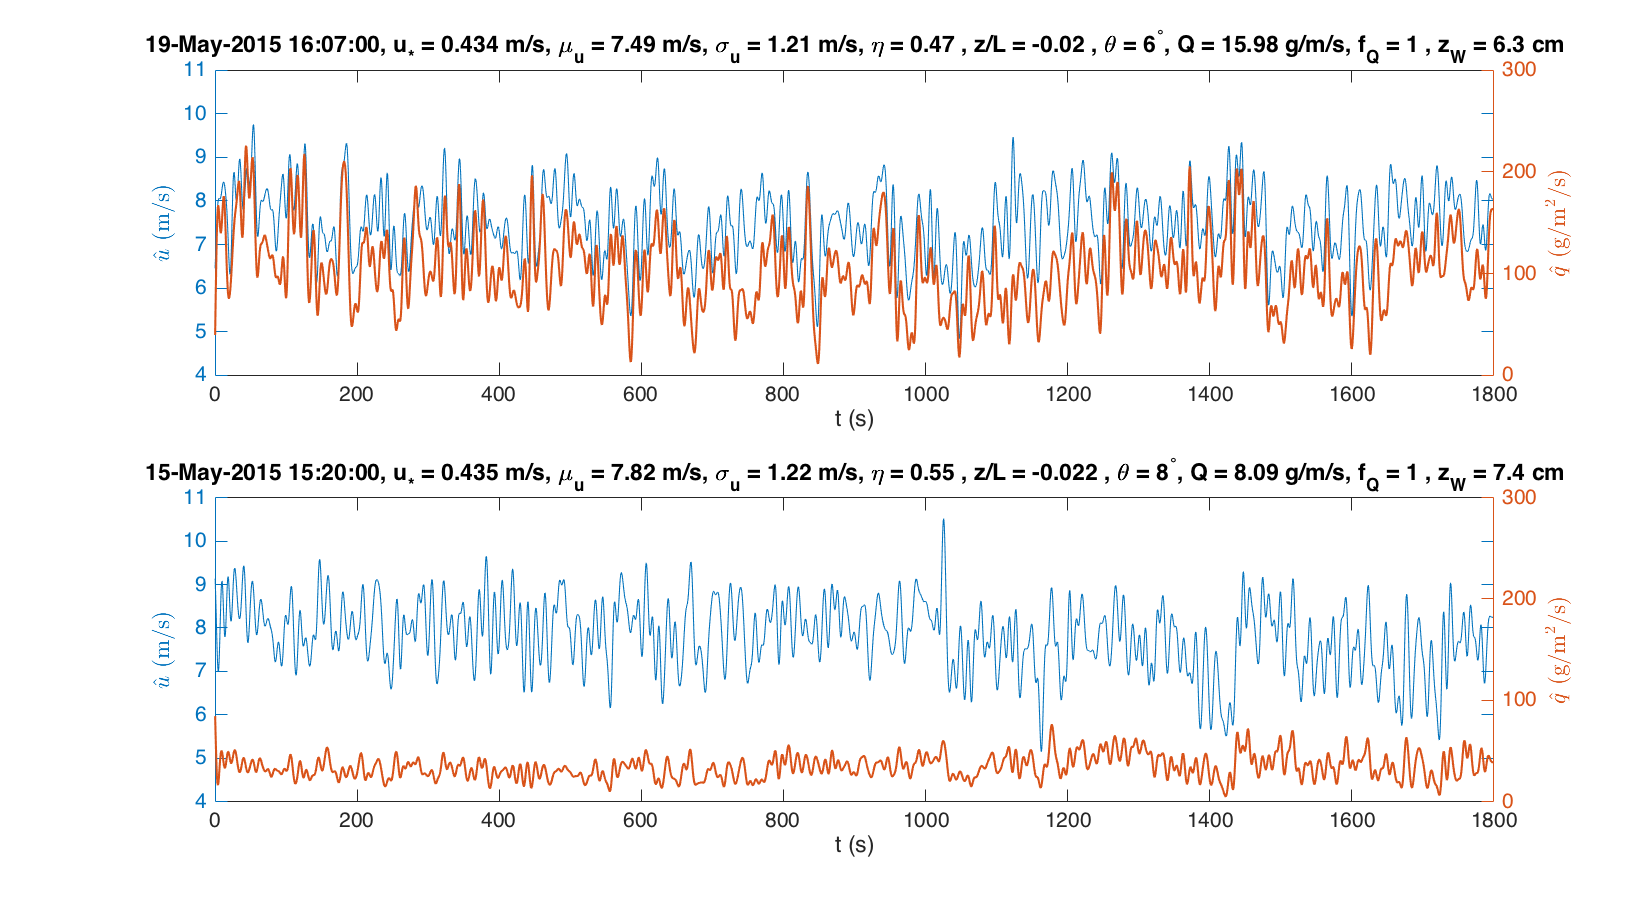 19-May-2015 16:07:00, u* = 0.434 m/s, μu = 7.49 m/s, σu = 1.21 m/s, η = 0.47 , z/L = -0.02 , θ = 6°, Q = 15.98 g/m/s, fQ = 1 , zW = 6.3 cm
11 300
10
9
200
8
7
100
6
5
4 0
û (m/s)
q̂ (g/m²/s)
0 200 400 600 800 1000 1200 1400 1600 1800
t (s)
15-May-2015 15:20:00, u* = 0.435 m/s, μu = 7.82 m/s, σu = 1.22 m/s, η = 0.55 , z/L = -0.022 , θ = 8°, Q = 8.09 g/m/s, fQ = 1 , zW = 7.4 cm
11 300
10
9
200
8
7
100
6
5
4 0
û (m/s)
q̂ (g/m²/s)
0 200 400 600 800 1000 1200 1400 1600 1800
t (s)